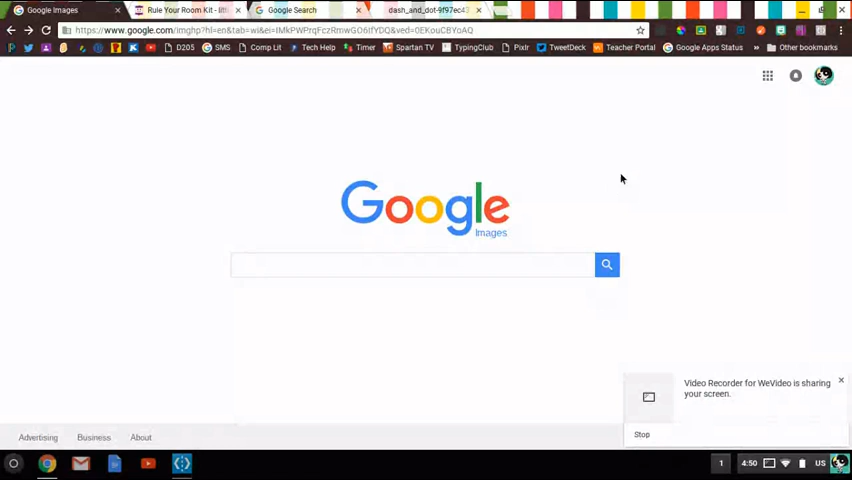 Google Images
Rule Your Room Kit - litt
Google Search
dash_and_dot-9f97ec43
https://www.google.com/imghp?hl=en&tab=wi&ei=IMkPWPrqFczRmwGO6IfYDQ&ved=0EKouCBYoAQ
D205 SMS Comp Lit Tech Help Timer Spartan TV TypingClub Pixlr TweetDeck Teacher Portal Google Apps Status » Other bookmarks
Google
Images
Video Recorder for WeVideo is sharing
your screen.
Stop
Advertising Business About
1 4:50 US